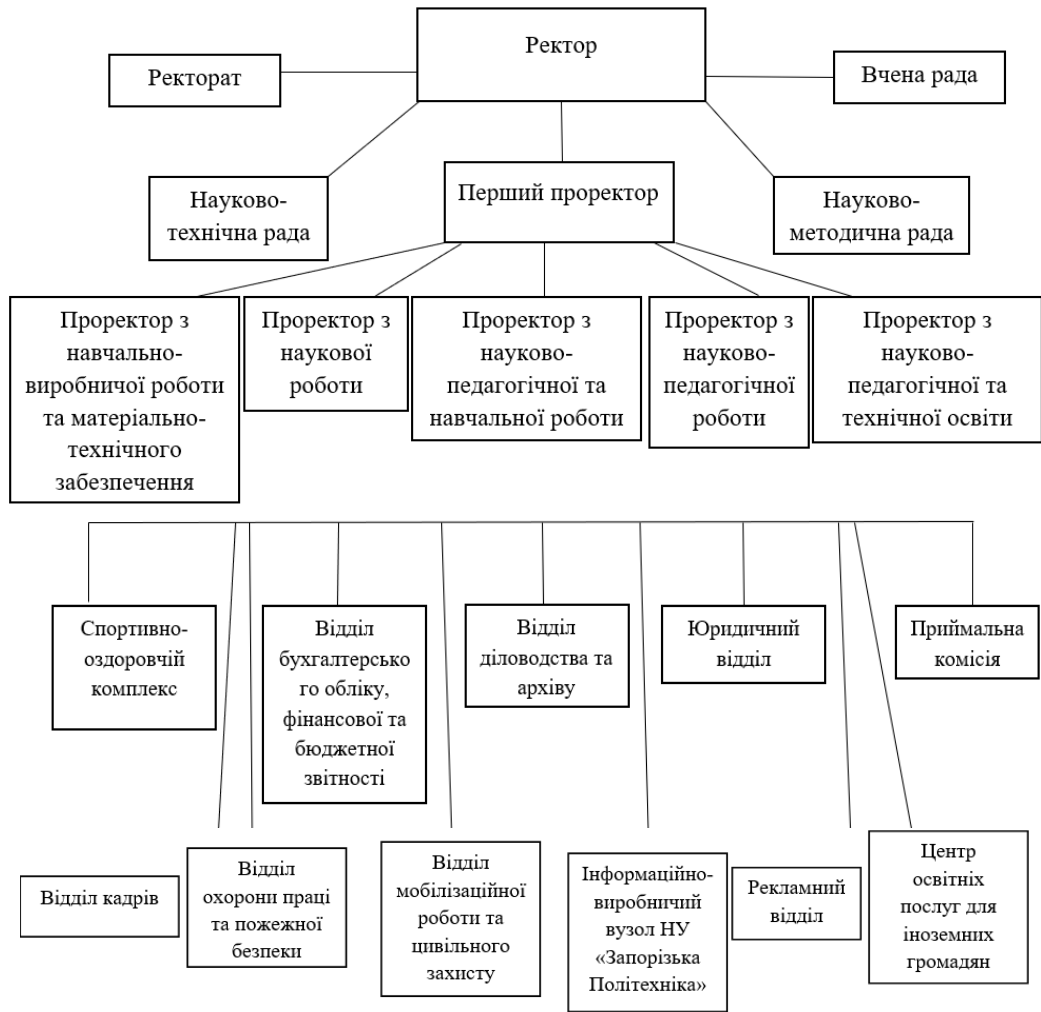 Ректор
Ректорат
Вчена рада
Науково-
технічна рада
Перший проректор
Науково-
методична рада
Проректор з
навчально-
виробничої роботи
та матеріально-
технічного
забезпечення
Проректор з
наукової
роботи
Проректор з
науково-
педагогічної та
навчальної роботи
Проректор з
науково-
педагогічної
роботи
Проректор з
науково-
педагогічної та
технічної освіти
Спортивно-
оздоровчій
комплекс
Відділ
бухгалтерсько
го обліку,
фінансової та
бюджетної
звітності
Відділ
діловодства та
архіву
Юридичний
відділ
Приймальна
комісія
Відділ кадрів
Відділ
охорони праці
та пожежної
безпеки
Відділ
мобілізаційної
роботи та
цивільного
захисту
Інформаційно-
виробничий
вузол НУ
«Запорізька
Політехніка»
Рекламний
відділ
Центр
освітніх
послуг для
іноземних
громадян